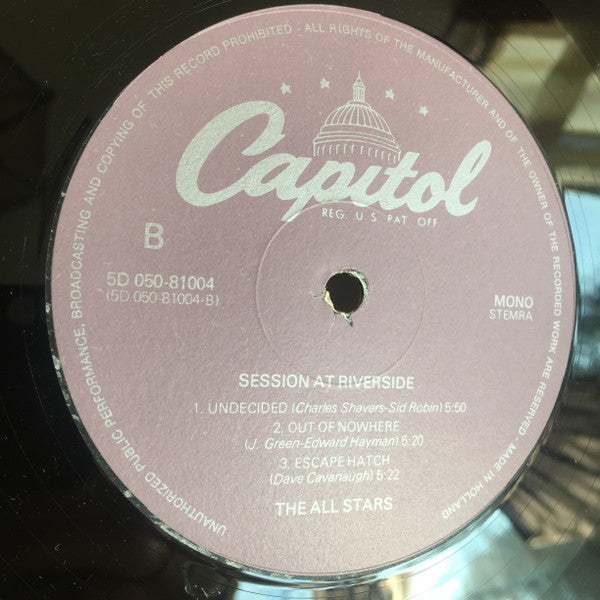 UNAUTHORIZED PUBLIC PERFORMANCE, BROADCASTING AND COPYING OF THIS RECORD PROHIBITED - ALL RIGHTS OF THE MANUFACTURER AND OF THE OWNER OF THE RECORDED WORK ARE RESERVED - MADE IN HOLLAND
Capitol
REG. U.S. PAT. OFF
B
5D 050-81004
(5D 050-81004-B)
MONO
STEMRA
SESSION AT RIVERSIDE
1. UNDECIDED (Charles Shavers-Sid Robin) 5:50
2. OUT OF NOWHERE
(J. Green-Edward Hayman) 5:20
3. ESCAPE HATCH
(Dave Cavanaugh) 5:22
THE ALL STARS